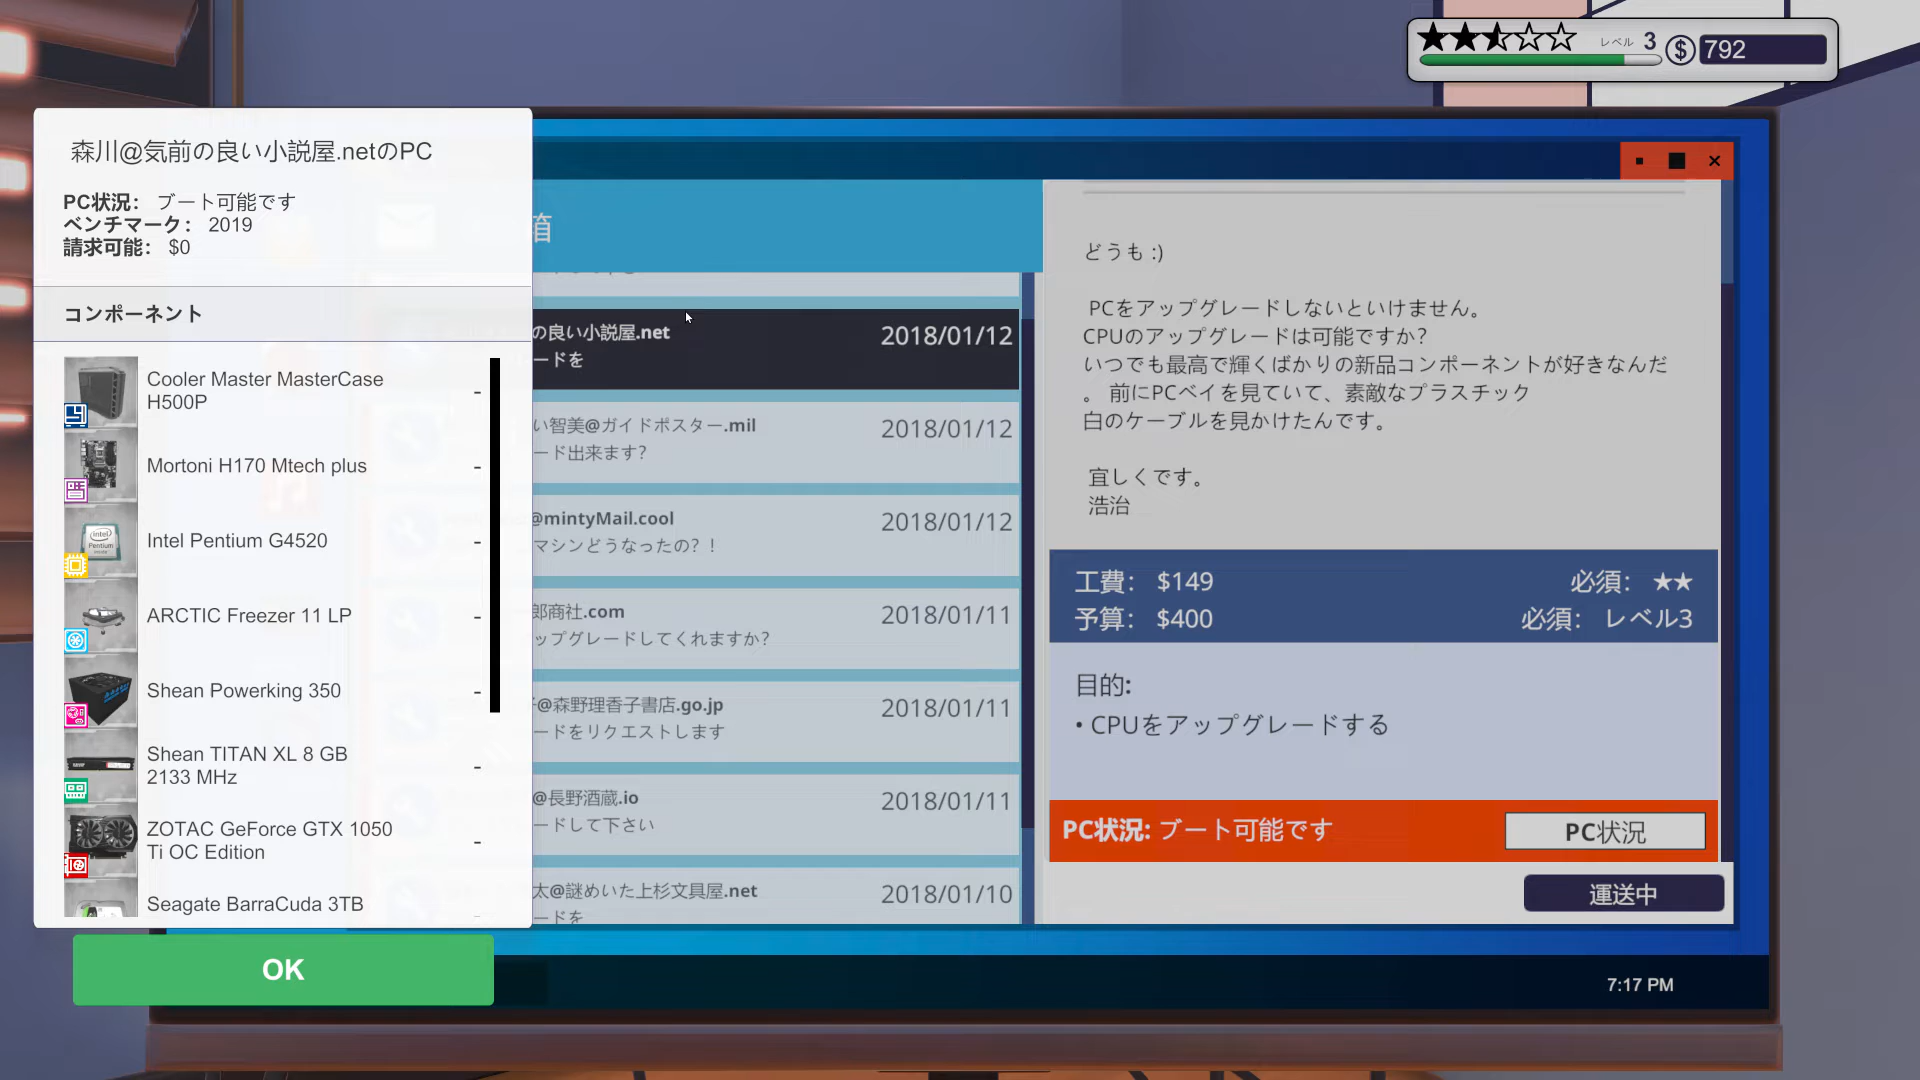 レベル 3
792
森川@気前の良い小説屋.netのPC
PC状況: ブート可能です
ベンチマーク: 2019
請求可能: $0
コンポーネント
Cooler Master MasterCase
H500P
-
Mortoni H170 Mtech plus
-
Intel Pentium G4520
-
ARCTIC Freezer 11 LP
-
Shean Powerking 350
-
Shean TITAN XL 8 GB
2133 MHz
-
ZOTAC GeForce GTX 1050
Ti OC Edition
-
Seagate BarraCuda 3TB
OK
箱
の良い小説屋.net
2018/01/12
ードを
い智美@ガイドポスター.mil
2018/01/12
ード出来ます?
@mintyMail.cool
2018/01/12
マシンどうなったの?!
郎商社.com
2018/01/11
ップグレードしてくれますか?
@森野理香子書店.go.jp
2018/01/11
ードをリクエストします
@長野酒蔵.io
2018/01/11
ードして下さい
太@謎めいた上杉文具屋.net
2018/01/10
ードを
どうも :)
PCをアップグレードしないといけません。
CPUのアップグレードは可能ですか?
いつでも最高で輝くばかりの新品コンポーネントが好きなんだ
。 前にPCベイを見ていて、素敵なプラスチック
白のケーブルを見かけたんです。
宜しくです。
浩治
工費: $149
必須: ★★
予算: $400
必須: レベル3
目的:
• CPUをアップグレードする
PC状況: ブート可能です
PC状況
運送中
7:17 PM